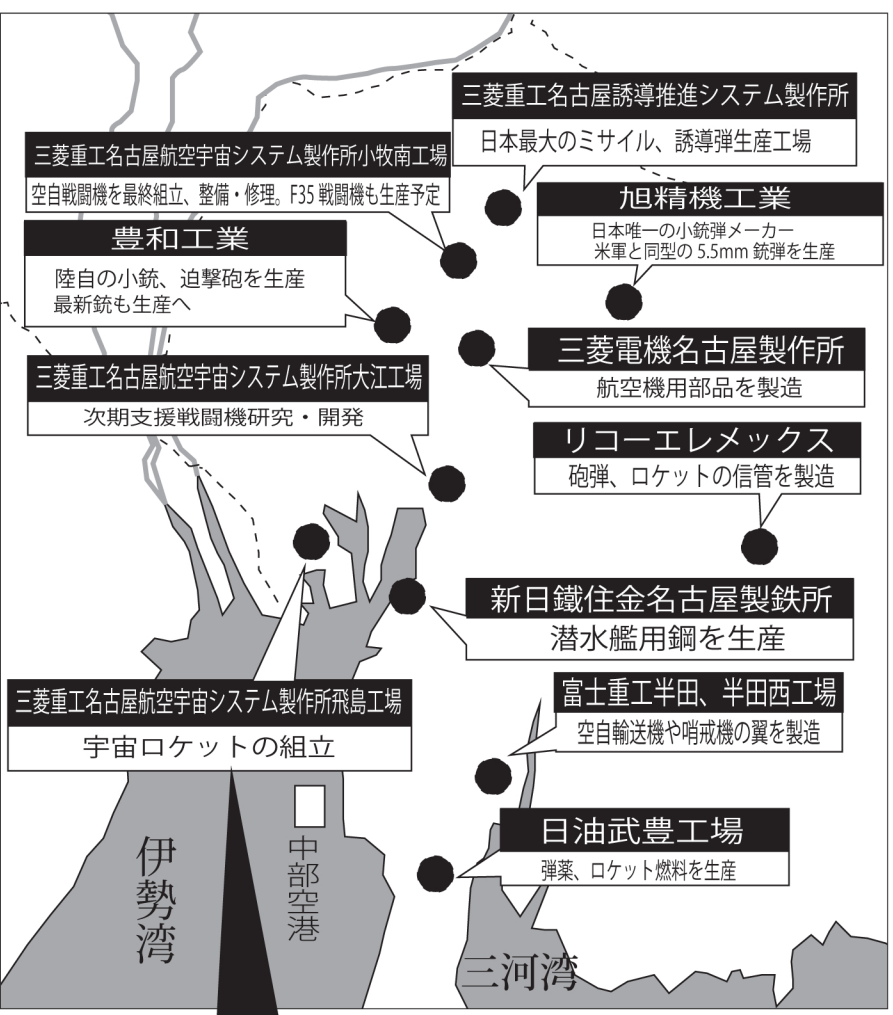 三菱重工名古屋誘導推進システム製作所
日本最大のミサイル、誘導弾生産工場
三菱重工名古屋航空宇宙システム製作所小牧南工場
空自戦闘機を最終組立、整備・修理。F35 戦闘機も生産予定
旭精機工業
日本唯一の小銃弾メーカー
米軍と同型の 5.5mm 銃弾を生産
豊和工業
陸自の小銃、迫撃砲を生産
最新銃も生産へ
三菱電機名古屋製作所
航空機用部品を製造
三菱重工名古屋航空宇宙システム製作所大江工場
次期支援戦闘機研究・開発
リコーエレメックス
砲弾、ロケットの信管を製造
新日鐵住金名古屋製鉄所
潜水艦用鋼を生産
三菱重工名古屋航空宇宙システム製作所飛島工場
宇宙ロケットの組立
富士重工半田、半田西工場
空自輸送機や哨戒機の翼を製造
日油武豊工場
弾薬、ロケット燃料を生産
伊勢湾
中部空港
三河湾